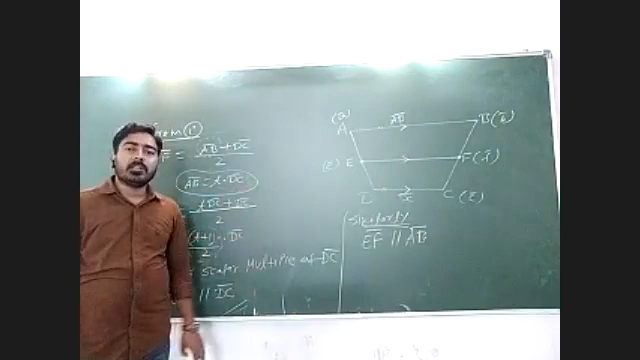 From (1)
F = AB + DC / 2
AB = λ·DC
λDC + DC / 2
(λ+1)·DC / 2
Scalar Multiple of DC
// DC
(a)
A
AB
B (b)
(e) E
F (f)
D
DC
C (c)
Similarly
EF // AB